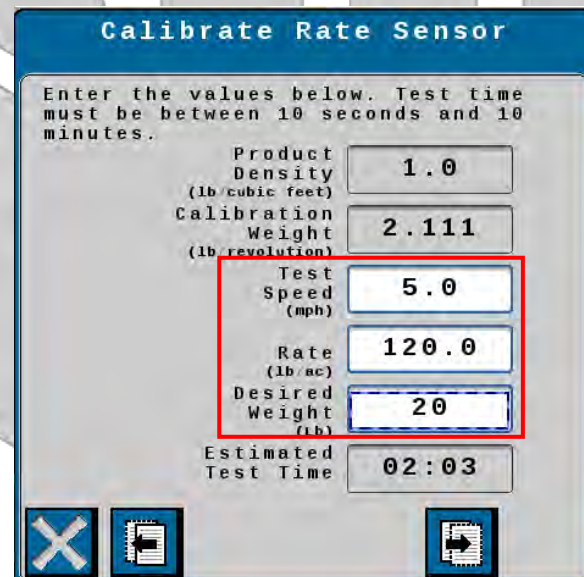 Calibrate Rate Sensor
Enter the values below. Test time
must be between 10 seconds and 10
minutes.
Product
Density
(lb/cubic feet)
1.0
Calibration
Weight
(lb/revolution)
2.111
Test
Speed
(mph)
5.0
Rate
(lb/ac)
120.0
Desired
Weight
(Lb)
20
Estimated
Test Time
02:03